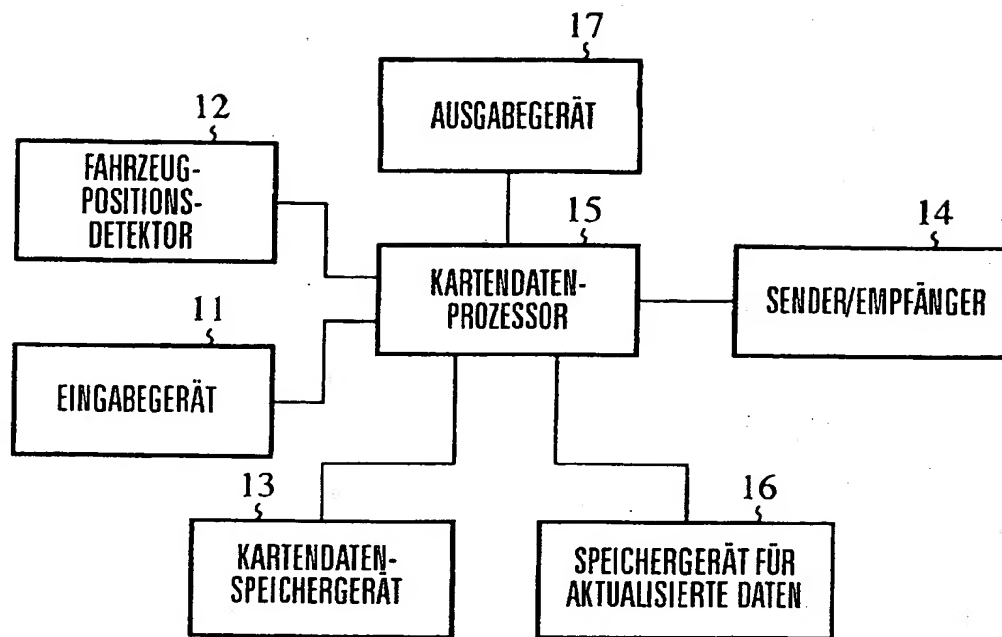 17
AUSGABEGERÄT
12
FAHRZEUG-
POSITIONS-
DETEKTOR
15
KARTENDATEN-
PROZESSOR
14
SENDER/EMPFÄNGER
11
EINGABEGERÄT
13
KARTENDATEN-
SPEICHERGERÄT
16
SPEICHERGERÄT FÜR
AKTUALISIERTE DATEN